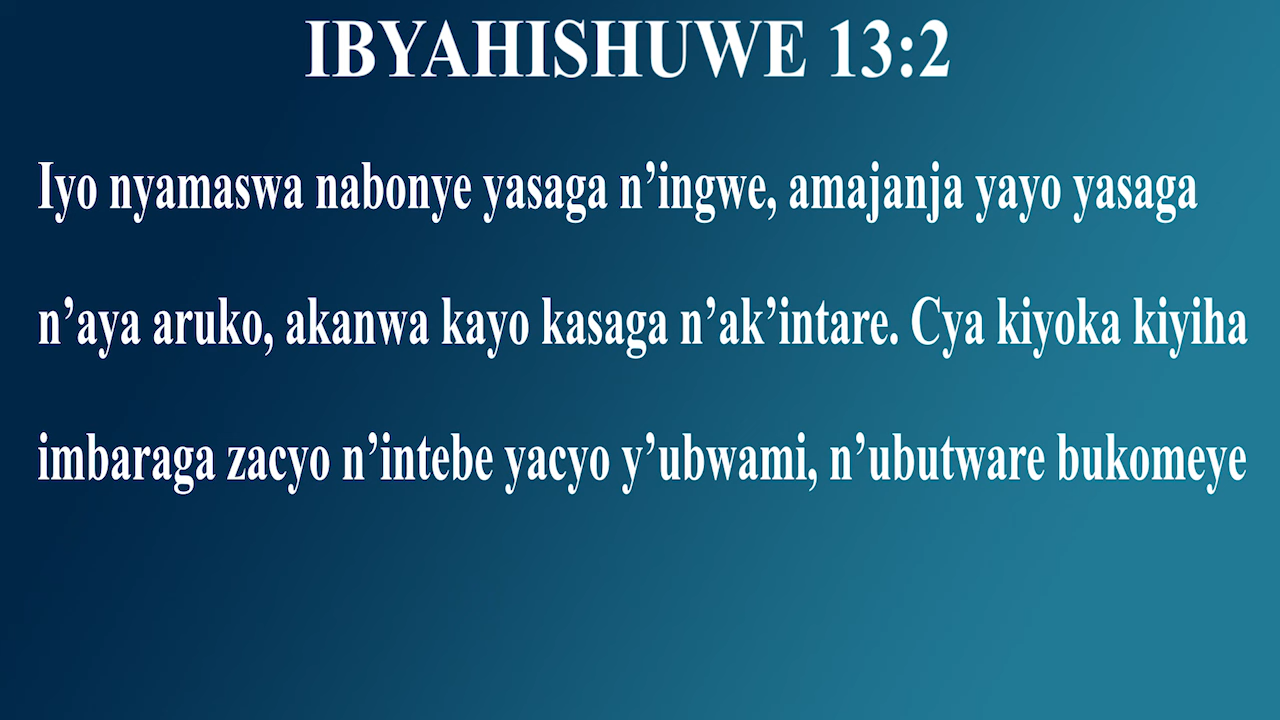 IBYAHISHUWE 13:2
Iyo nyamaswa nabonye yasaga n’ingwe, amajanja yayo yasaga
n’aya aruko, akanwa kayo kasaga n’ak’intare. Cya kiyoka kiyiha
imbaraga zacyo n’intebe yacyo y’ubwami, n’ubutware bukomeye